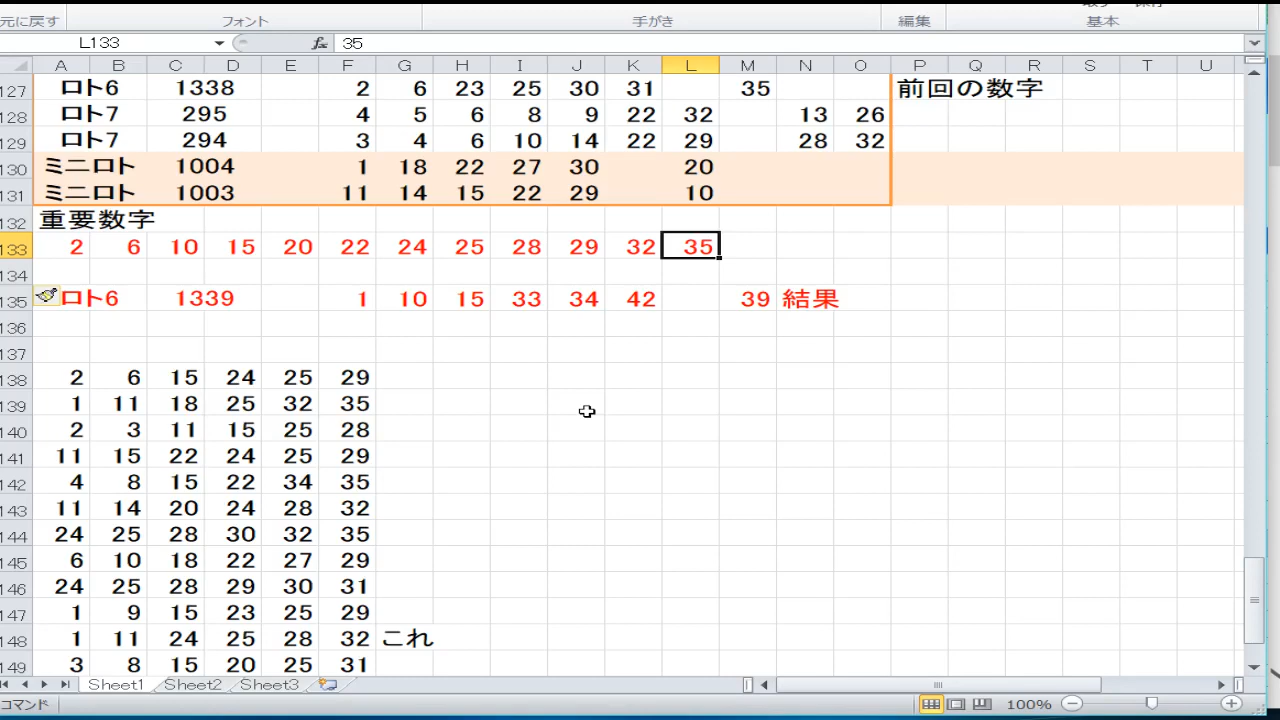 元に戻す フォント 手がき 編集 基本
L133 fx 35
A B C D E F G H I J K L M N O P Q R S T U
127 ロト6 1338 2 6 23 25 30 31 35 前回の数字
128 ロト7 295 4 5 6 8 9 22 32 13 26
129 ロト7 294 3 4 6 10 14 22 29 28 32
130 ミニロト 1004 1 18 22 27 30 20
131 ミニロト 1003 11 14 15 22 29 10
132 重要数字
133 2 6 10 15 20 22 24 25 28 29 32 35
134
135 ロト6 1339 1 10 15 33 34 42 39 結果
136
137
138 2 6 15 24 25 29
139 1 11 18 25 32 35
140 2 3 11 15 25 28
141 11 15 22 24 25 29
142 4 8 15 22 34 35
143 11 14 20 24 28 32
144 24 25 28 30 32 35
145 6 10 18 22 27 29
146 24 25 28 29 30 31
147 1 9 15 23 25 29
148 1 11 24 25 28 32 これ
149 3 8 15 20 25 31
Sheet1 Sheet2 Sheet3
コマンド 100%